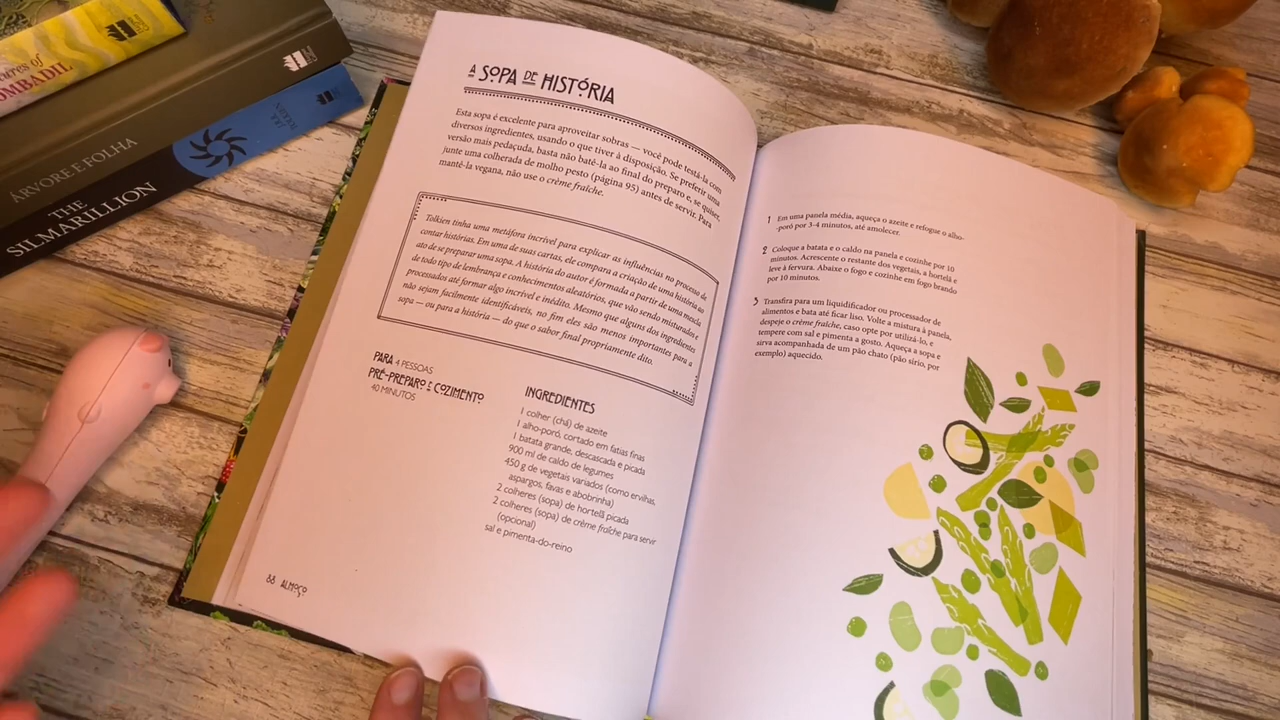 A SOPA DE HISTÓRIA
Esta sopa é excelente para aproveitar sobras — você pode testá-la com
diversos ingredientes, usando o que tiver à disposição. Se preferir uma
versão mais pedaçuda, basta não batê-la ao final do preparo e, se quiser,
junte uma colherada de molho pesto (página 95) antes de servir. Para
mantê-la vegana, não use o crème fraîche.
Tolkien tinha uma metáfora incrível para explicar as influências no processo de
contar histórias. Em uma de suas cartas, ele compara a criação de uma história ao
ato de se preparar uma sopa. A história do autor é formada a partir de uma mescla
de todo tipo de lembrança e conhecimentos aleatórios, que vão sendo misturados e
processados até formar algo incrível e inédito. Mesmo que alguns dos ingredientes
não sejam facilmente identificáveis, no fim eles são menos importantes para a
sopa — ou para a história — do que o sabor final propriamente dito.
PARA 4 PESSOAS
PRÉ-PREPARO E COZIMENTO
40 MINUTOS
INGREDIENTES
1 colher (chá) de azeite
1 alho-poró, cortado em fatias finas
1 batata grande, descascada e picada
900 ml de caldo de legumes
450 g de vegetais variados (como ervilhas,
aspargos, favas e abobrinha)
2 colheres (sopa) de hortelã picada
2 colheres (sopa) de crème fraîche para servir
(opcional)
sal e pimenta-do-reino
88 ALMOÇO
1 Em uma panela média, aqueça o azeite e refogue o alho-
-poró por 3-4 minutos, até amolecer.
2 Coloque a batata e o caldo na panela e cozinhe por 10
minutos. Acrescente o restante dos vegetais, a hortelã e
leve à fervura. Abaixe o fogo e cozinhe em fogo brando
por 10 minutos.
3 Transfira para um liquidificador ou processador de
alimentos e bata até ficar liso. Volte a mistura à panela,
despeje o crème fraîche, caso opte por utilizá-lo, e
tempere com sal e pimenta a gosto. Aqueça a sopa e
sirva acompanhada de um pão chato (pão sírio, por
exemplo) aquecido.
ÁRVORE E FOLHA
THE
SILMARILLION
J.R.R.
TOLKIEN